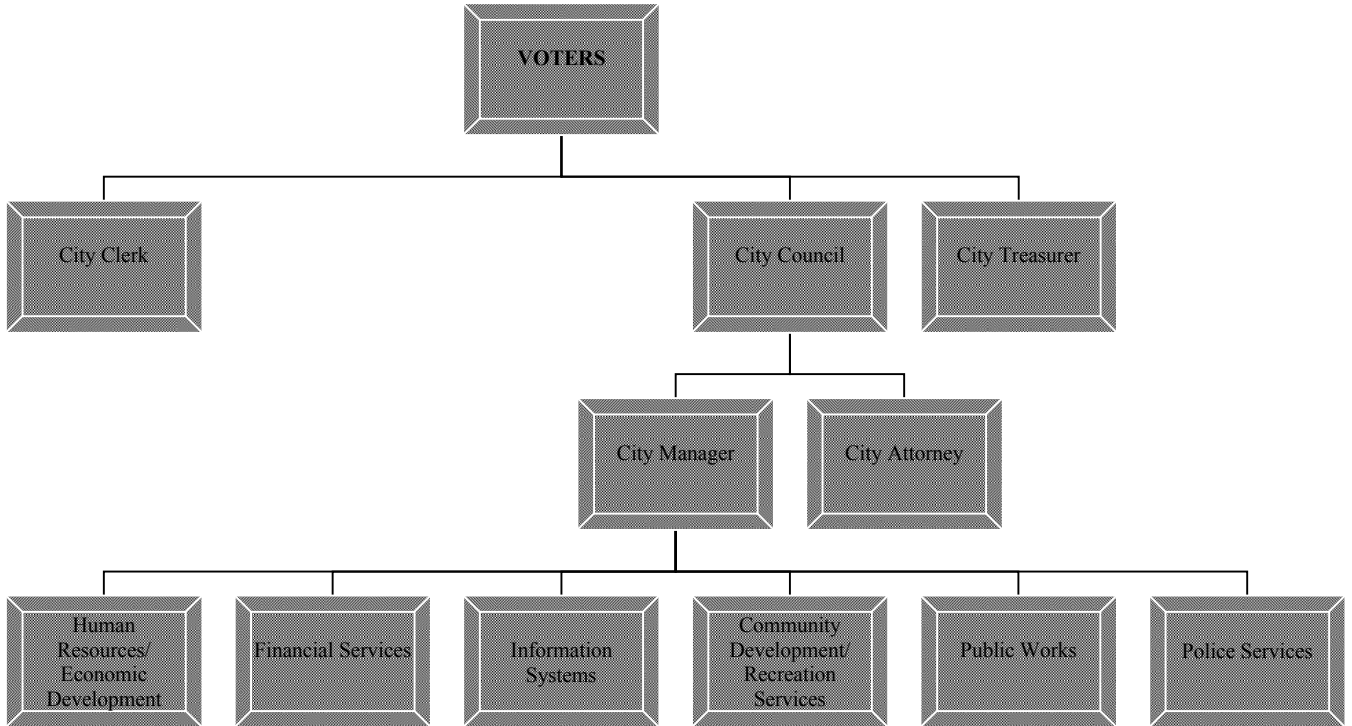 VOTERS
City Clerk
City Council
City Treasurer
City Manager
City Attorney
Human
Resources/
Economic
Development
Financial Services
Information
Systems
Community
Development/
Recreation
Services
Public Works
Police Services